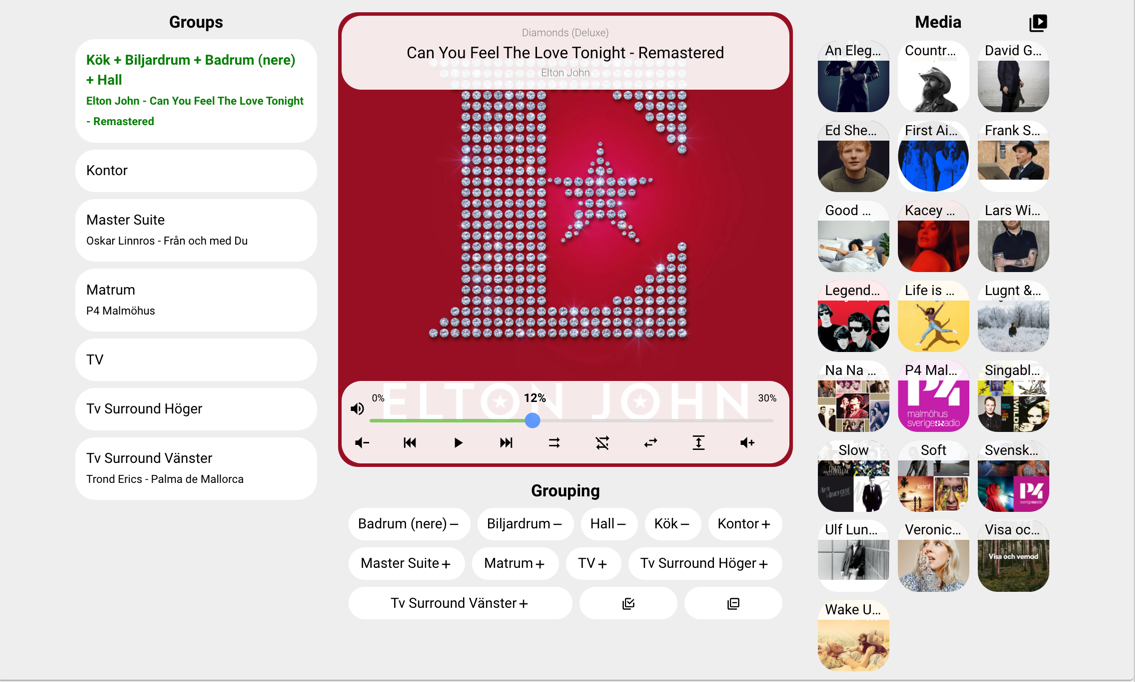 Groups
Kök + Biljardrum + Badrum (nere)
+ Hall
Elton John - Can You Feel The Love Tonight
- Remastered
Kontor
Master Suite
Oskar Linnros - Från och med Du
Matrum
P4 Malmöhus
TV
Tv Surround Höger
Tv Surround Vänster
Trond Erics - Palma de Mallorca
Diamonds (Deluxe)
Can You Feel The Love Tonight - Remastered
Elton John
ELTON JOHN
0% 12% 30%
Grouping
Badrum (nere) – Biljardrum – Hall – Kök – Kontor +
Master Suite + Matrum + TV + Tv Surround Höger +
Tv Surround Vänster +
Media
An Eleg... Countr... David G...
Ed She... First Ai... Frank S...
Good ... Kacey ... Lars Wi...
Legend... Life is ... Lugnt &...
Na Na ... P4 Mal... Singabl...
P4
malmöhus
sverigesradio
Slow Soft Svensk...
P4
Ulf Lun... Veronic... Visa oc...
Visa och vemod
Wake U...